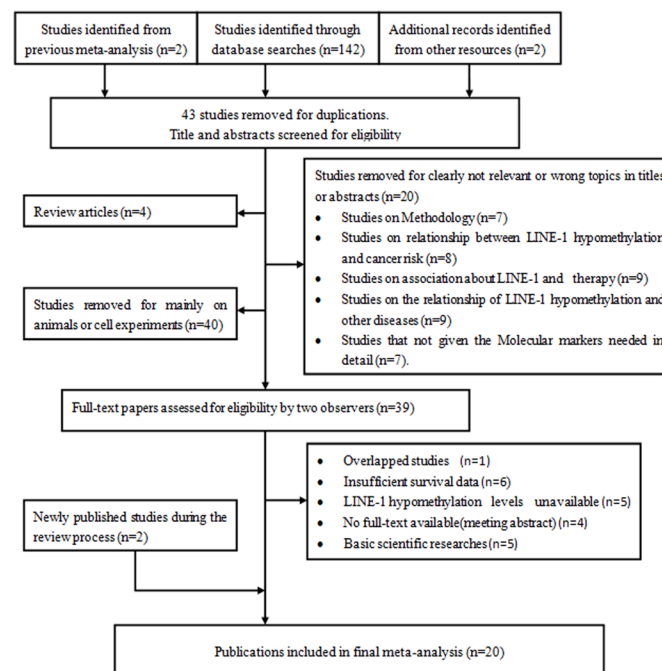 Studies identified from
previous meta-analysis (n=2)
Studies identified through
database searches (n=142)
Additional records identified
from other resources (n=2)
43 studies removed for duplications.
Title and abstracts screened for eligibility
Review articles (n=4)
Studies removed for clearly not relevant or wrong topics in titles
or abstracts (n=20)
• Studies on Methodology (n=7)
• Studies on relationship between LINE-1 hypomethylation
and cancer risk (n=8)
• Studies on association about LINE-1 and therapy (n=9)
• Studies on the relationship of LINE-1 hypomethylation and
other diseases (n=9)
• Studies that not given the Molecular markers needed in
detail (n=7).
Studies removed for mainly on
animals or cell experiments (n=40)
Full-text papers assessed for eligibility by two observers (n=39)
• Overlapped studies (n=1)
• Insufficient survival data (n=6)
• LINE-1 hypomethylation levels unavailable (n=5)
• No full-text available(meeting abstract) (n=4)
• Basic scientific researches (n=5)
Newly published studies during the
review process (n=2)
Publications included in final meta-analysis (n=20)